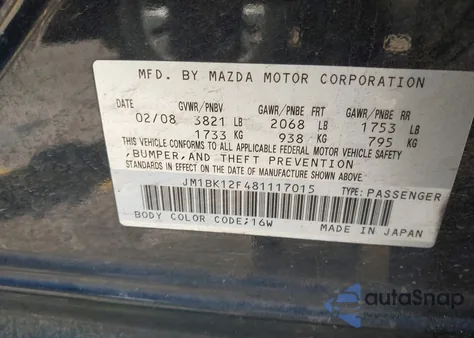 MFD. BY MAZDA MOTOR CORPORATION
DATE GVWR/PNBV GAWR/PNBE FRT GAWR/PNBE RR
02/08 3821 LB 2068 LB 1753 LB
1733 KG 938 KG 795 KG
THIS VEHICLE CONFORMS TO ALL APPLICABLE FEDERAL MOTOR VEHICLE SAFETY,
BUMPER, AND THEFT PREVENTION
STANDARDS IN EFFECT ON THE DATE OF MANUFACTURE SHOWN ABOVE.
JM1BK12F481117015 TYPE: PASSENGER
BODY COLOR CODE;16W MADE IN JAPAN
autoSnap